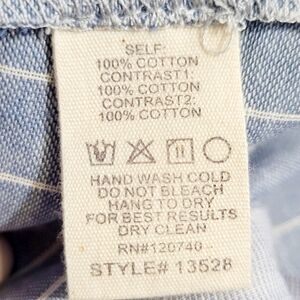 SELF:
100% COTTON
CONTRAST1:
100% COTTON
CONTRAST2:
100% COTTON
HAND WASH COLD
DO NOT BLEACH
HANG TO DRY
FOR BEST RESULTS
DRY CLEAN
RN#120740
STYLE# 13528